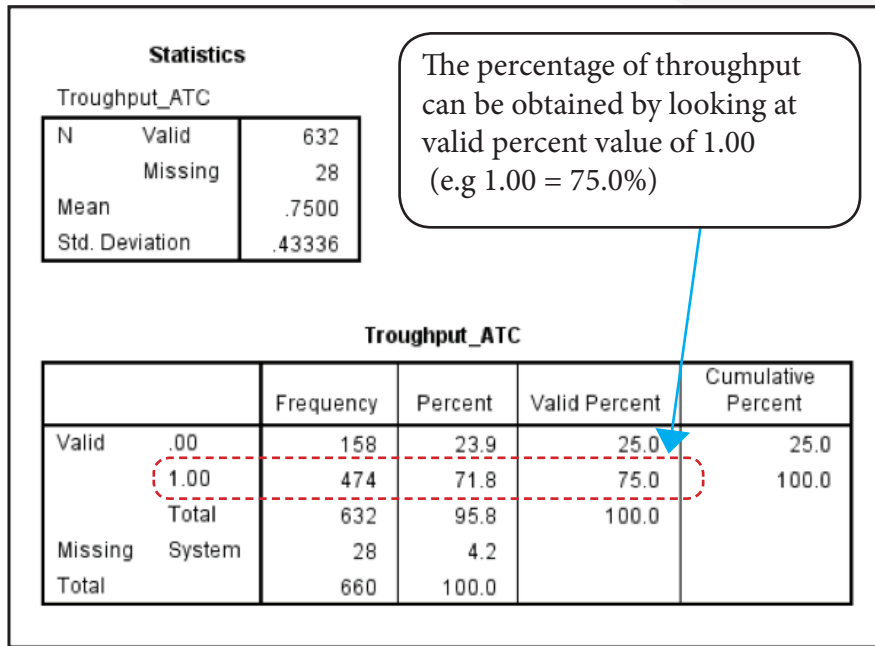 Statistics
Troughput_ATC
N Valid 632
Missing 28
Mean .7500
Std. Deviation .43336
The percentage of throughput
can be obtained by looking at
valid percent value of 1.00
(e.g 1.00 = 75.0%)
Troughput_ATC
Frequency Percent Valid Percent Cumulative Percent
Valid .00 158 23.9 25.0 25.0
1.00 474 71.8 75.0 100.0
Total 632 95.8 100.0
Missing System 28 4.2
Total 660 100.0